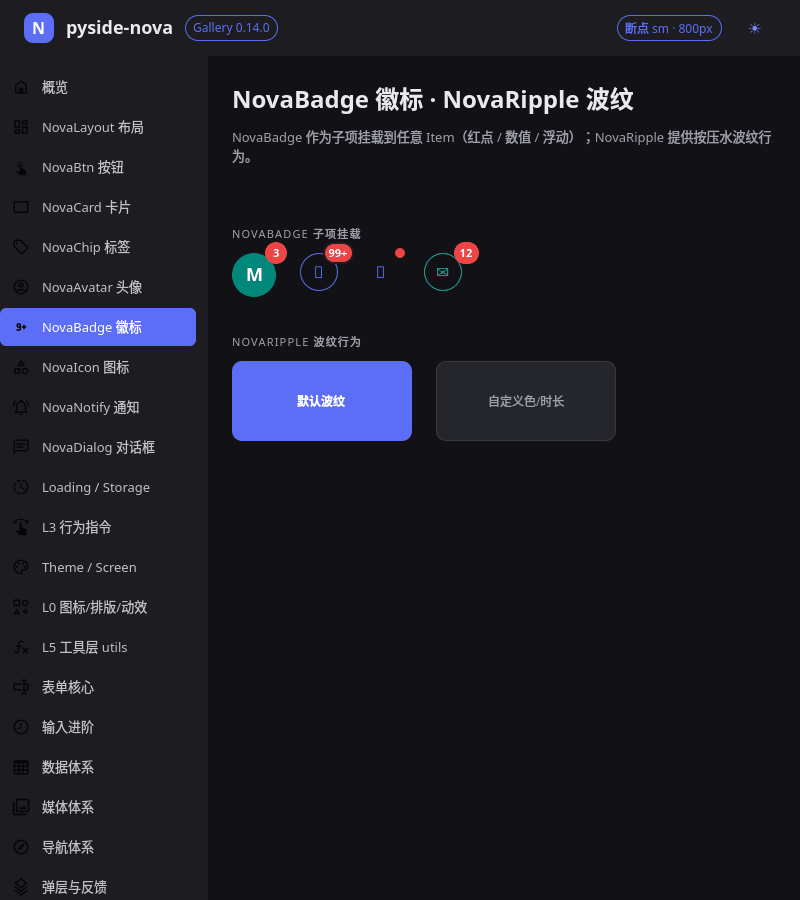 N pyside-nova Gallery 0.14.0 断点 sm · 800px
概览
NovaLayout 布局
NovaBtn 按钮
NovaCard 卡片
NovaChip 标签
NovaAvatar 头像
9+ NovaBadge 徽标
NovaIcon 图标
NovaNotify 通知
NovaDialog 对话框
Loading / Storage
L3 行为指令
Theme / Screen
L0 图标/排版/动效
L5 工具层 utils
表单核心
输入进阶
数据体系
媒体体系
导航体系
弹层与反馈
NovaBadge 徽标 · NovaRipple 波纹
NovaBadge 作为子项挂载到任意 Item（红点 / 数值 / 浮动）；NovaRipple 提供按压水波纹行
为。
NOVABADGE 子项挂载
M 3 99+ 12
NOVARIPPLE 波纹行为
默认波纹 自定义色/时长